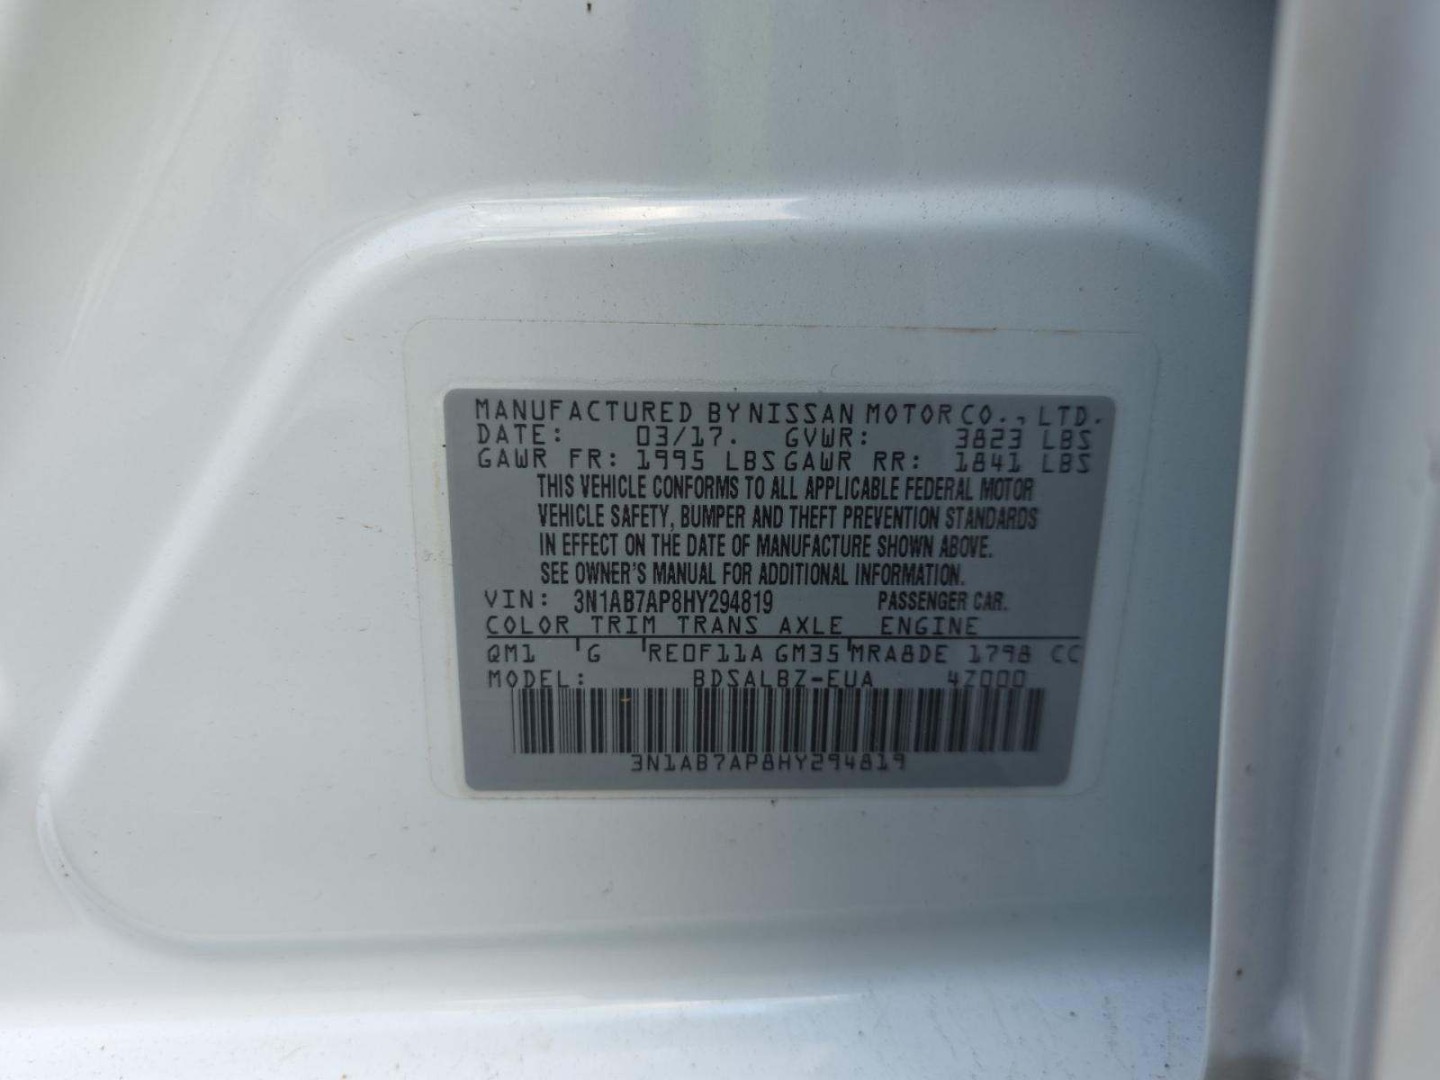 MANUFACTURED BY NISSAN MOTOR CO., LTD.
DATE: 03/17. GVWR: 3823 LBS
GAWR FR: 1995 LBS GAWR RR: 1841 LBS
THIS VEHICLE CONFORMS TO ALL APPLICABLE FEDERAL MOTOR
VEHICLE SAFETY, BUMPER AND THEFT PREVENTION STANDARDS
IN EFFECT ON THE DATE OF MANUFACTURE SHOWN ABOVE.
SEE OWNER'S MANUAL FOR ADDITIONAL INFORMATION.
VIN: 3N1AB7AP8HY294819 PASSENGER CAR.
COLOR TRIM TRANS AXLE ENGINE
QM1 G RE0F11A GM35 MRA8DE 1798 CC
MODEL: BDSALBZ-EUA 4Z000
3N1AB7AP8HY294819